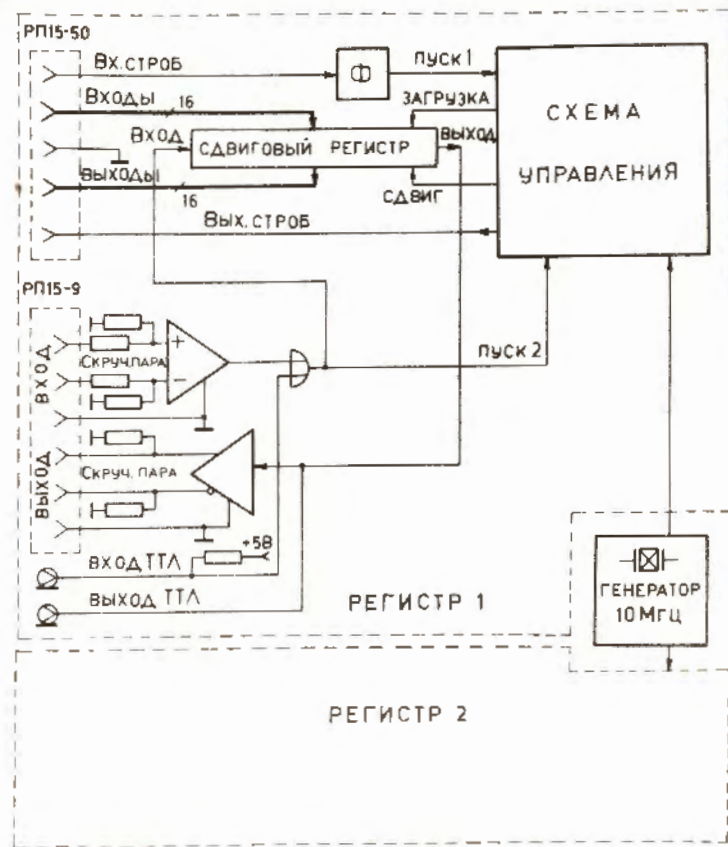 РП15-50
Вх.СТРОБ
ПУСК 1
Входы
16
ЗАГРУЗКА
СХЕМА
УПРАВЛЕНИЯ
ВХОД
СДВИГОВЫЙ РЕГИСТР
ВЫХОД
Выходы
16
СДВИГ
Вых.СТРОБ
РП15-9
ВХОД
+
Скруч.пара
−
ПУСК 2
ВЫХОД
Скруч.пара
+5В
ВХОД ТТЛ
ВЫХОД ТТЛ
РЕГИСТР 1
ГЕНЕРАТОР
10 МГЦ
РЕГИСТР 2